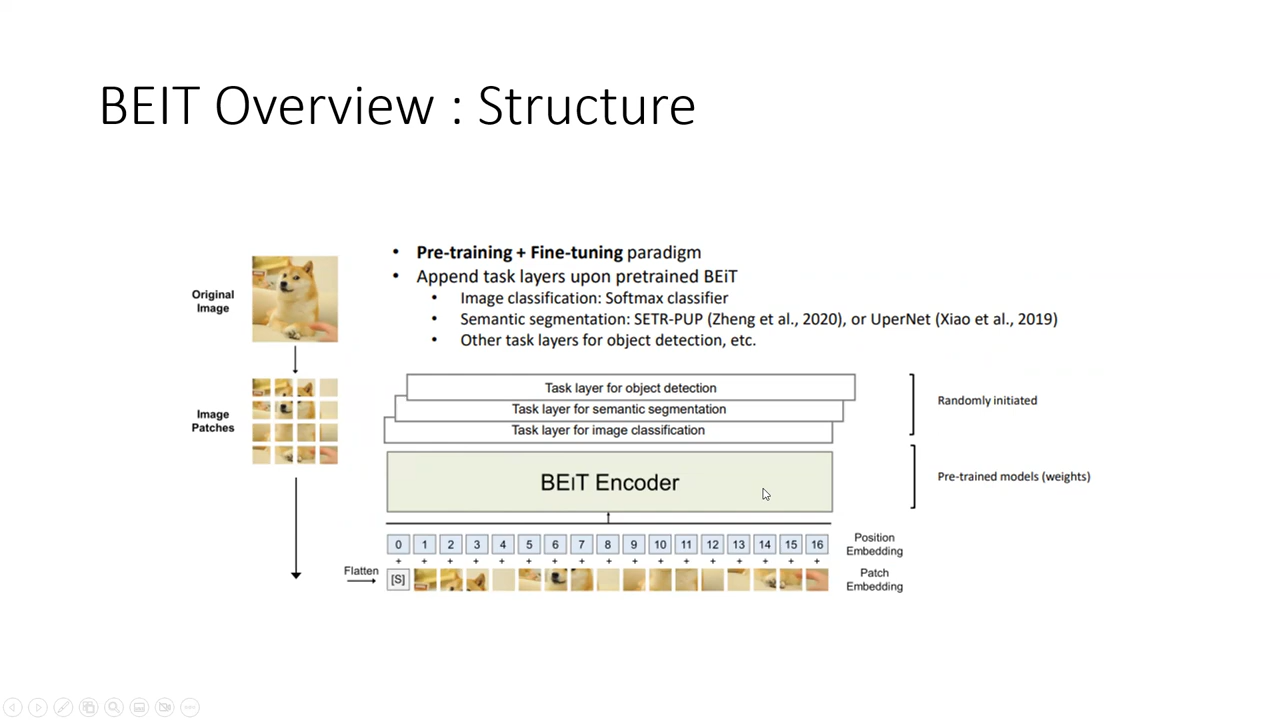 BEIT Overview : Structure
• Pre-training + Fine-tuning paradigm
• Append task layers upon pretrained BEiT
• Image classification: Softmax classifier
• Semantic segmentation: SETR-PUP (Zheng et al., 2020), or UperNet (Xiao et al., 2019)
• Other task layers for object detection, etc.
Original
Image
Image
Patches
Task layer for object detection
Task layer for semantic segmentation
Task layer for image classification
Randomly initiated
BEiT Encoder
Pre-trained models (weights)
0 1 2 3 4 5 6 7 8 9 10 11 12 13 14 15 16
Position
Embedding
+ + + + + + + + + + + + + + + + +
Flatten
[S]
Patch
Embedding